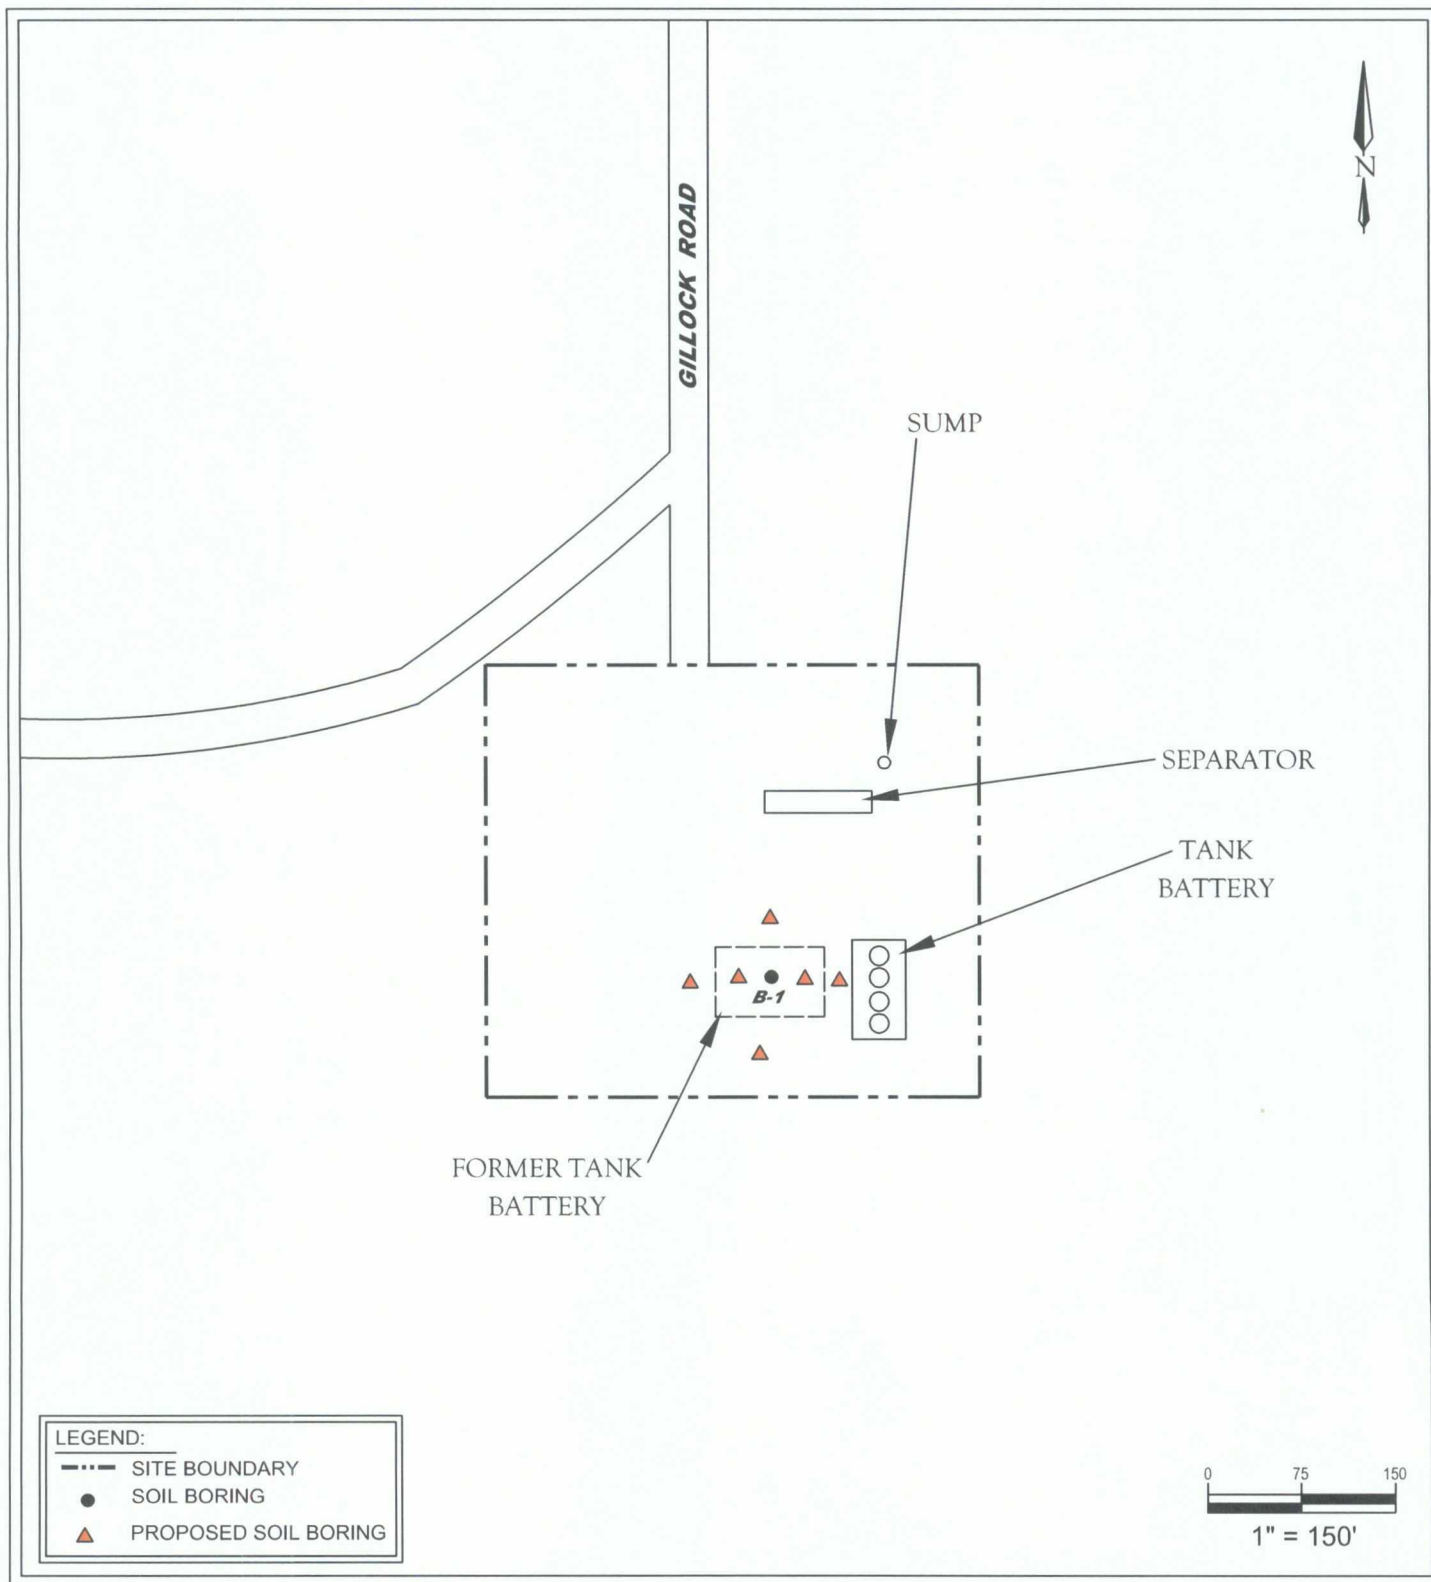 N
GILLOCK ROAD
SUMP
SEPARATOR
TANK
BATTERY
B-1
FORMER TANK
BATTERY
LEGEND:
SITE BOUNDARY
SOIL BORING
PROPOSED SOIL BORING
0 75 150
1" = 150'